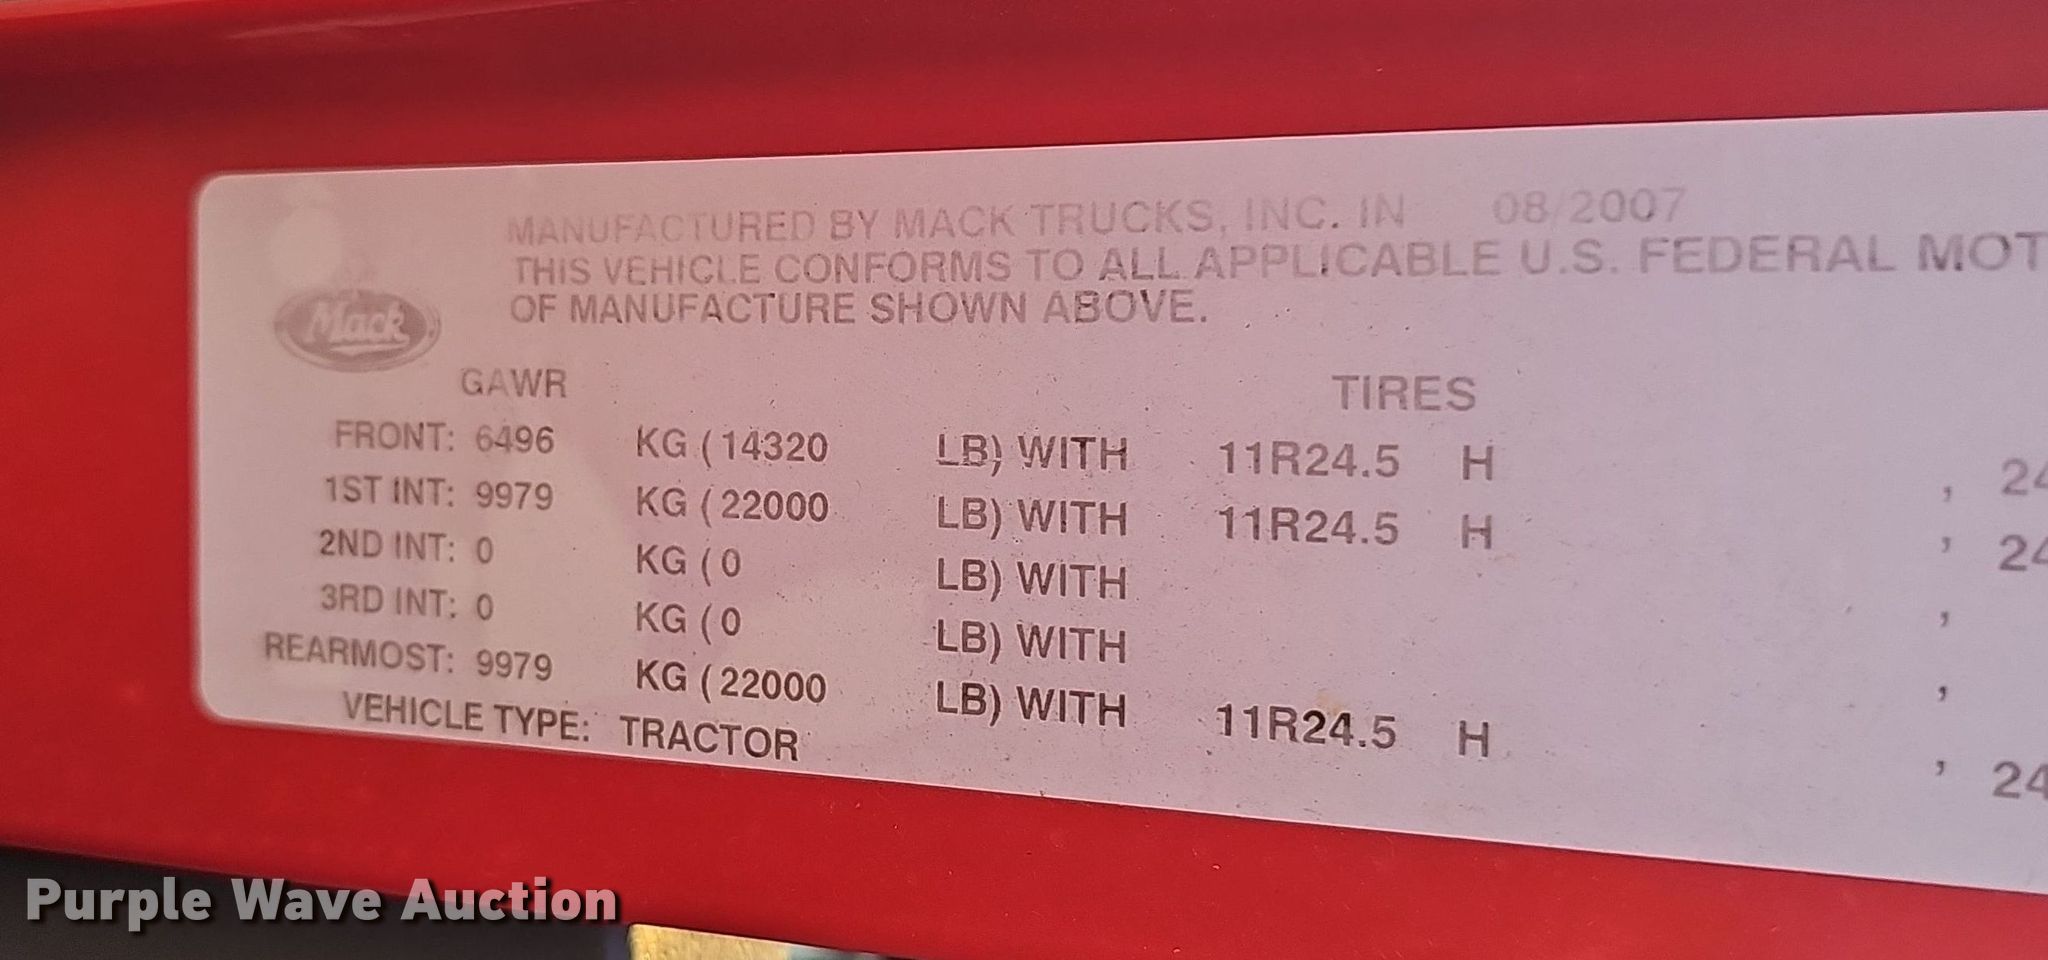 MANUFACTURED BY MACK TRUCKS, INC. IN 08/2007
THIS VEHICLE CONFORMS TO ALL APPLICABLE U.S. FEDERAL MOT
OF MANUFACTURE SHOWN ABOVE.
Mack
GAWR TIRES
FRONT: 6496 KG (14320 LB) WITH 11R24.5 H , 24
1ST INT: 9979 KG (22000 LB) WITH 11R24.5 H , 24
2ND INT: 0 KG (0 LB) WITH ,
3RD INT: 0 KG (0 LB) WITH ,
REARMOST: 9979 KG (22000 LB) WITH 11R24.5 H , 24
VEHICLE TYPE: TRACTOR
Purple Wave Auction